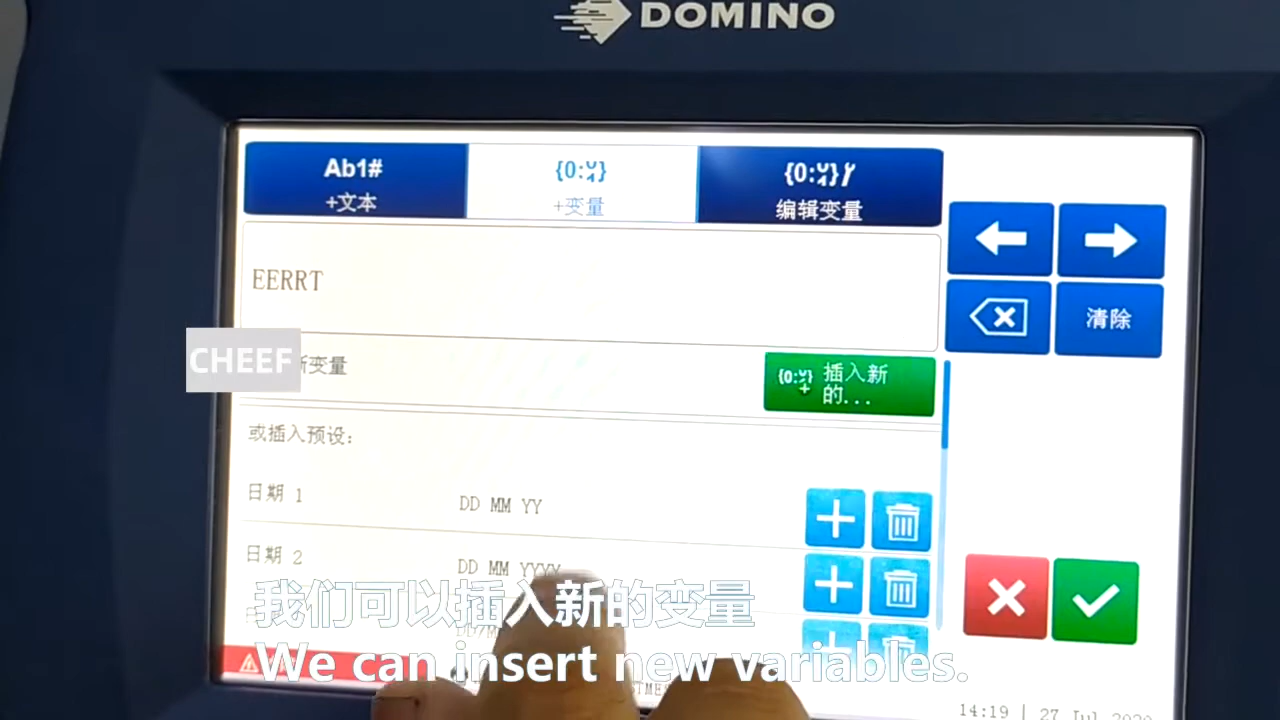 DOMINO
Ab1#
+文本
+变量
编辑变量
EERRT
CHEEF
新变量
插入新
的...
清除
或插入预设:
日期 1
DD MM YY
日期 2
DD MM YYYY
我们可以插入新的变量
We can insert new variables.
14:19 | 27 Jul 2020